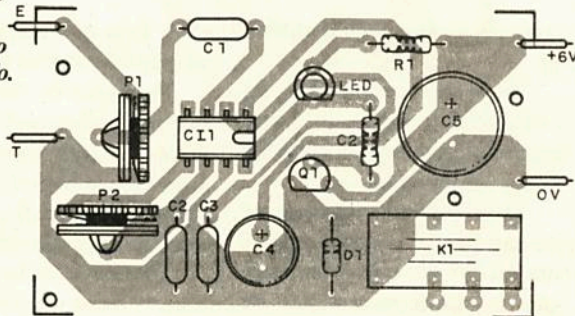 E
o
o.
P1
C1
R1
+6V
LED
T
CI1
C2
+
C5
Q1
P2
C2
C3
+
C4
D1
K1
0V